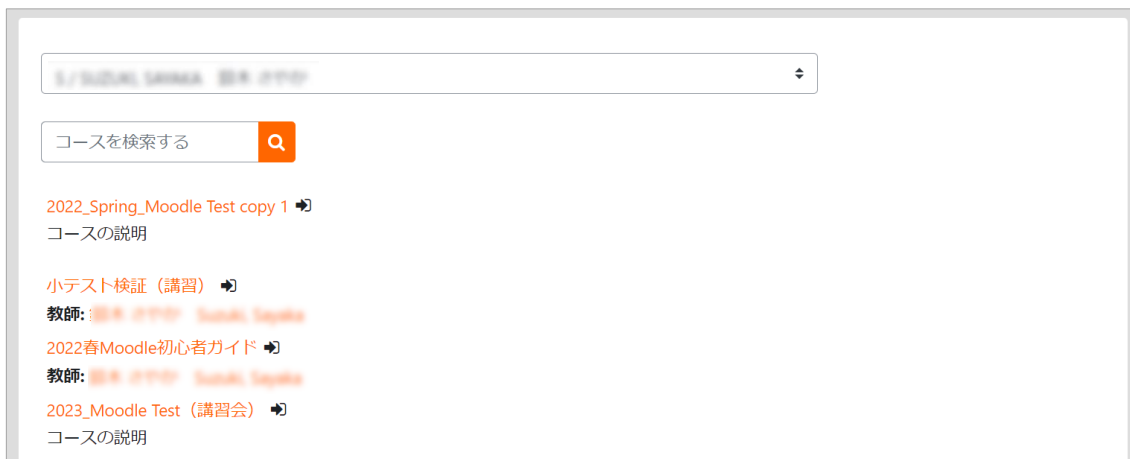 コースを検索する
2022_Spring_Moodle Test copy 1
コースの説明
小テスト検証（講習）
教師:
2022春Moodle初心者ガイド
教師:
2023_Moodle Test（講習会）
コースの説明